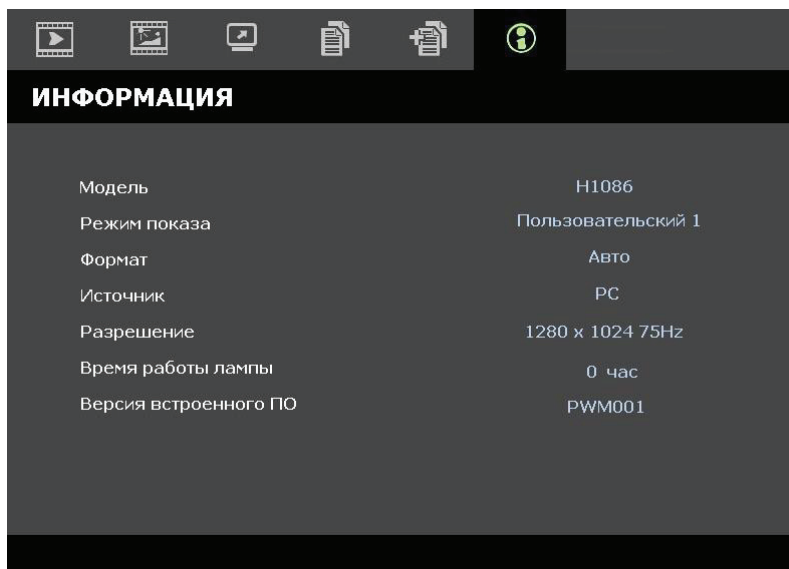 ИНФОРМАЦИЯ
Модель H1086
Режим показа Пользовательский 1
Формат Авто
Источник PC
Разрешение 1280 x 1024 75Hz
Время работы лампы 0 час
Версия встроенного ПО PWM001